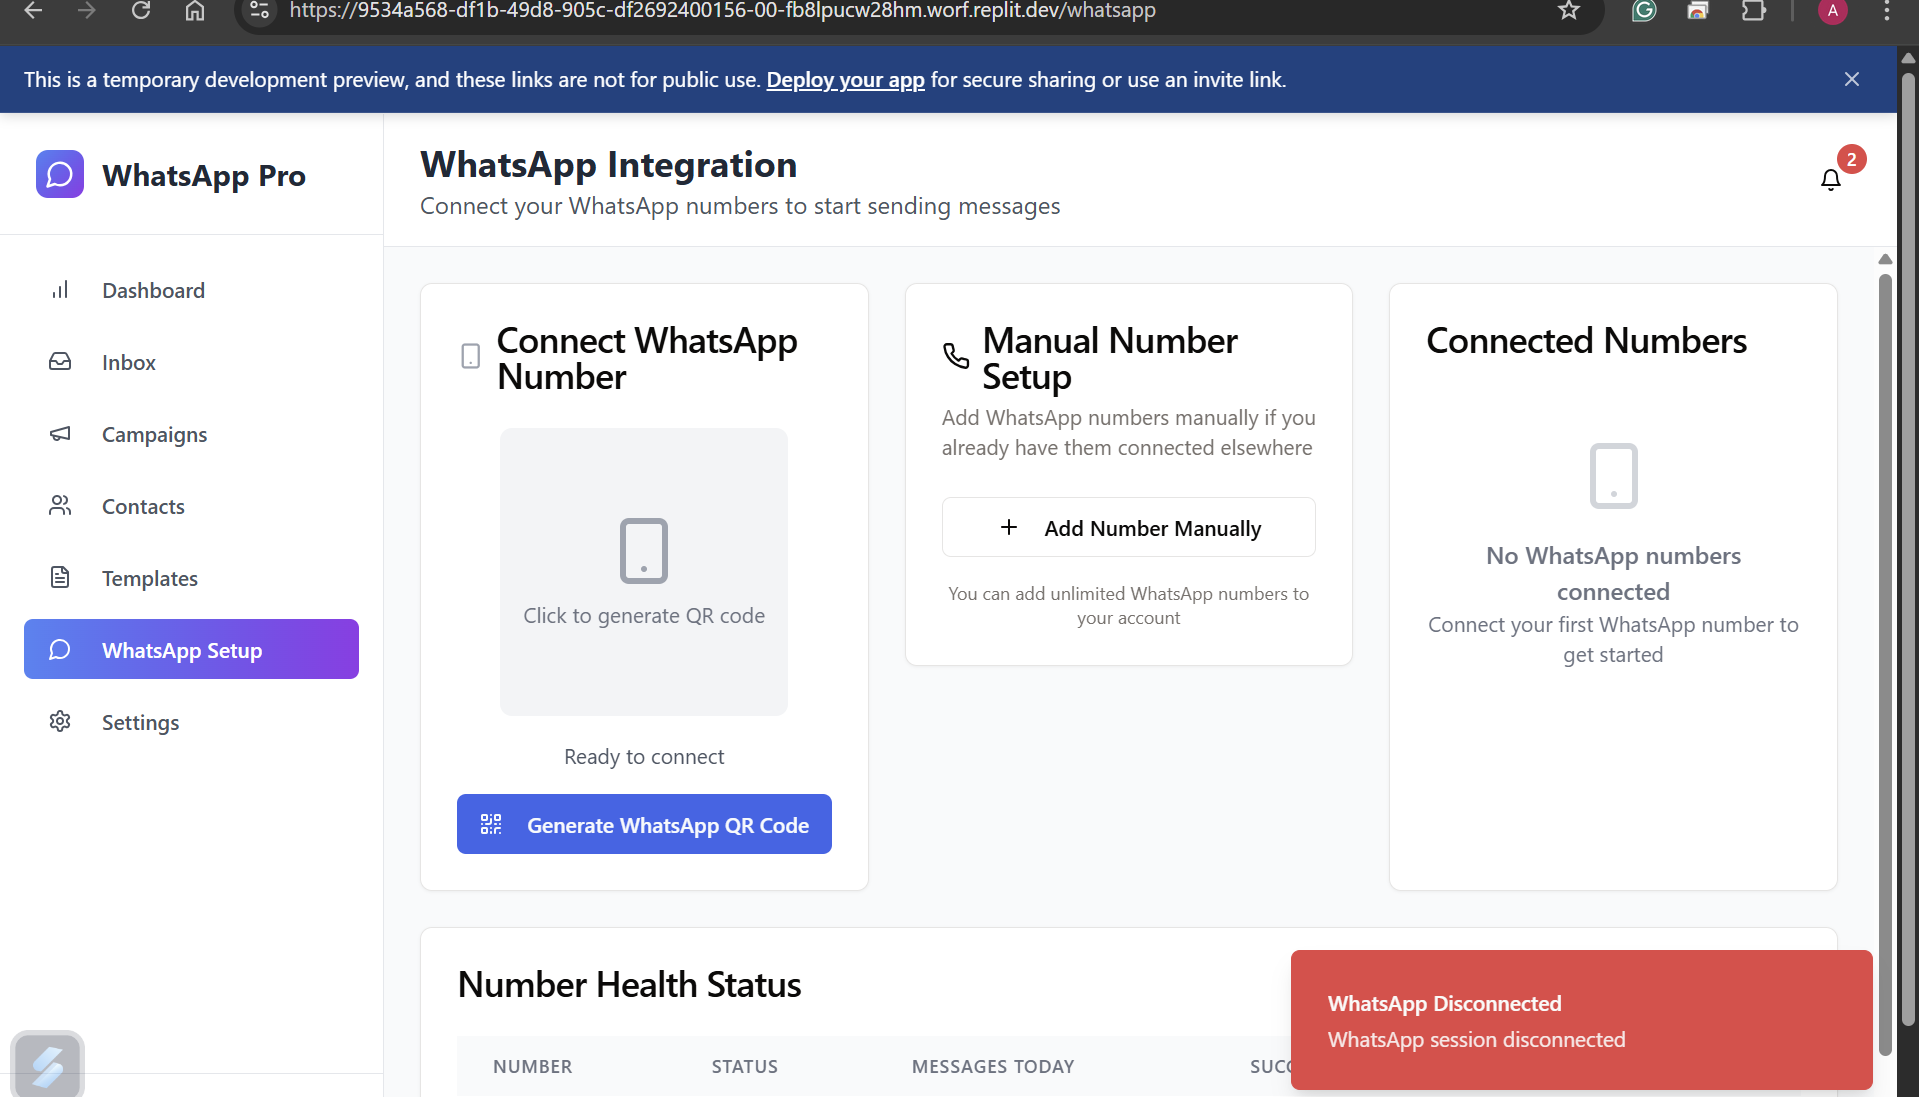 https://9534a568-df1b-49d8-905c-df2692400156-00-fb8lpucw28hm.worf.replit.dev/whatsapp
A
This is a temporary development preview, and these links are not for public use. Deploy your app for secure sharing or use an invite link.
WhatsApp Pro
Dashboard
Inbox
Campaigns
Contacts
Templates
WhatsApp Setup
Settings
WhatsApp Integration
Connect your WhatsApp numbers to start sending messages
2
Connect WhatsApp
Number
Click to generate QR code
Ready to connect
Generate WhatsApp QR Code
Manual Number
Setup
Add WhatsApp numbers manually if you
already have them connected elsewhere
+ Add Number Manually
You can add unlimited WhatsApp numbers to
your account
Connected Numbers
No WhatsApp numbers
connected
Connect your first WhatsApp number to
get started
Number Health Status
NUMBER STATUS MESSAGES TODAY
WhatsApp Disconnected
WhatsApp session disconnected